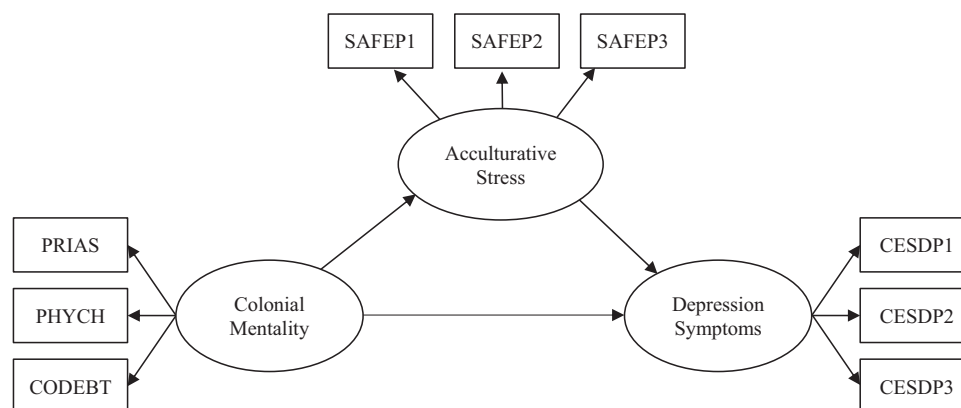 SAFEP1
SAFEP2
SAFEP3
Acculturative
Stress
PRIAS
PHYCH
CODEBT
Colonial
Mentality
Depression
Symptoms
CESDP1
CESDP2
CESDP3